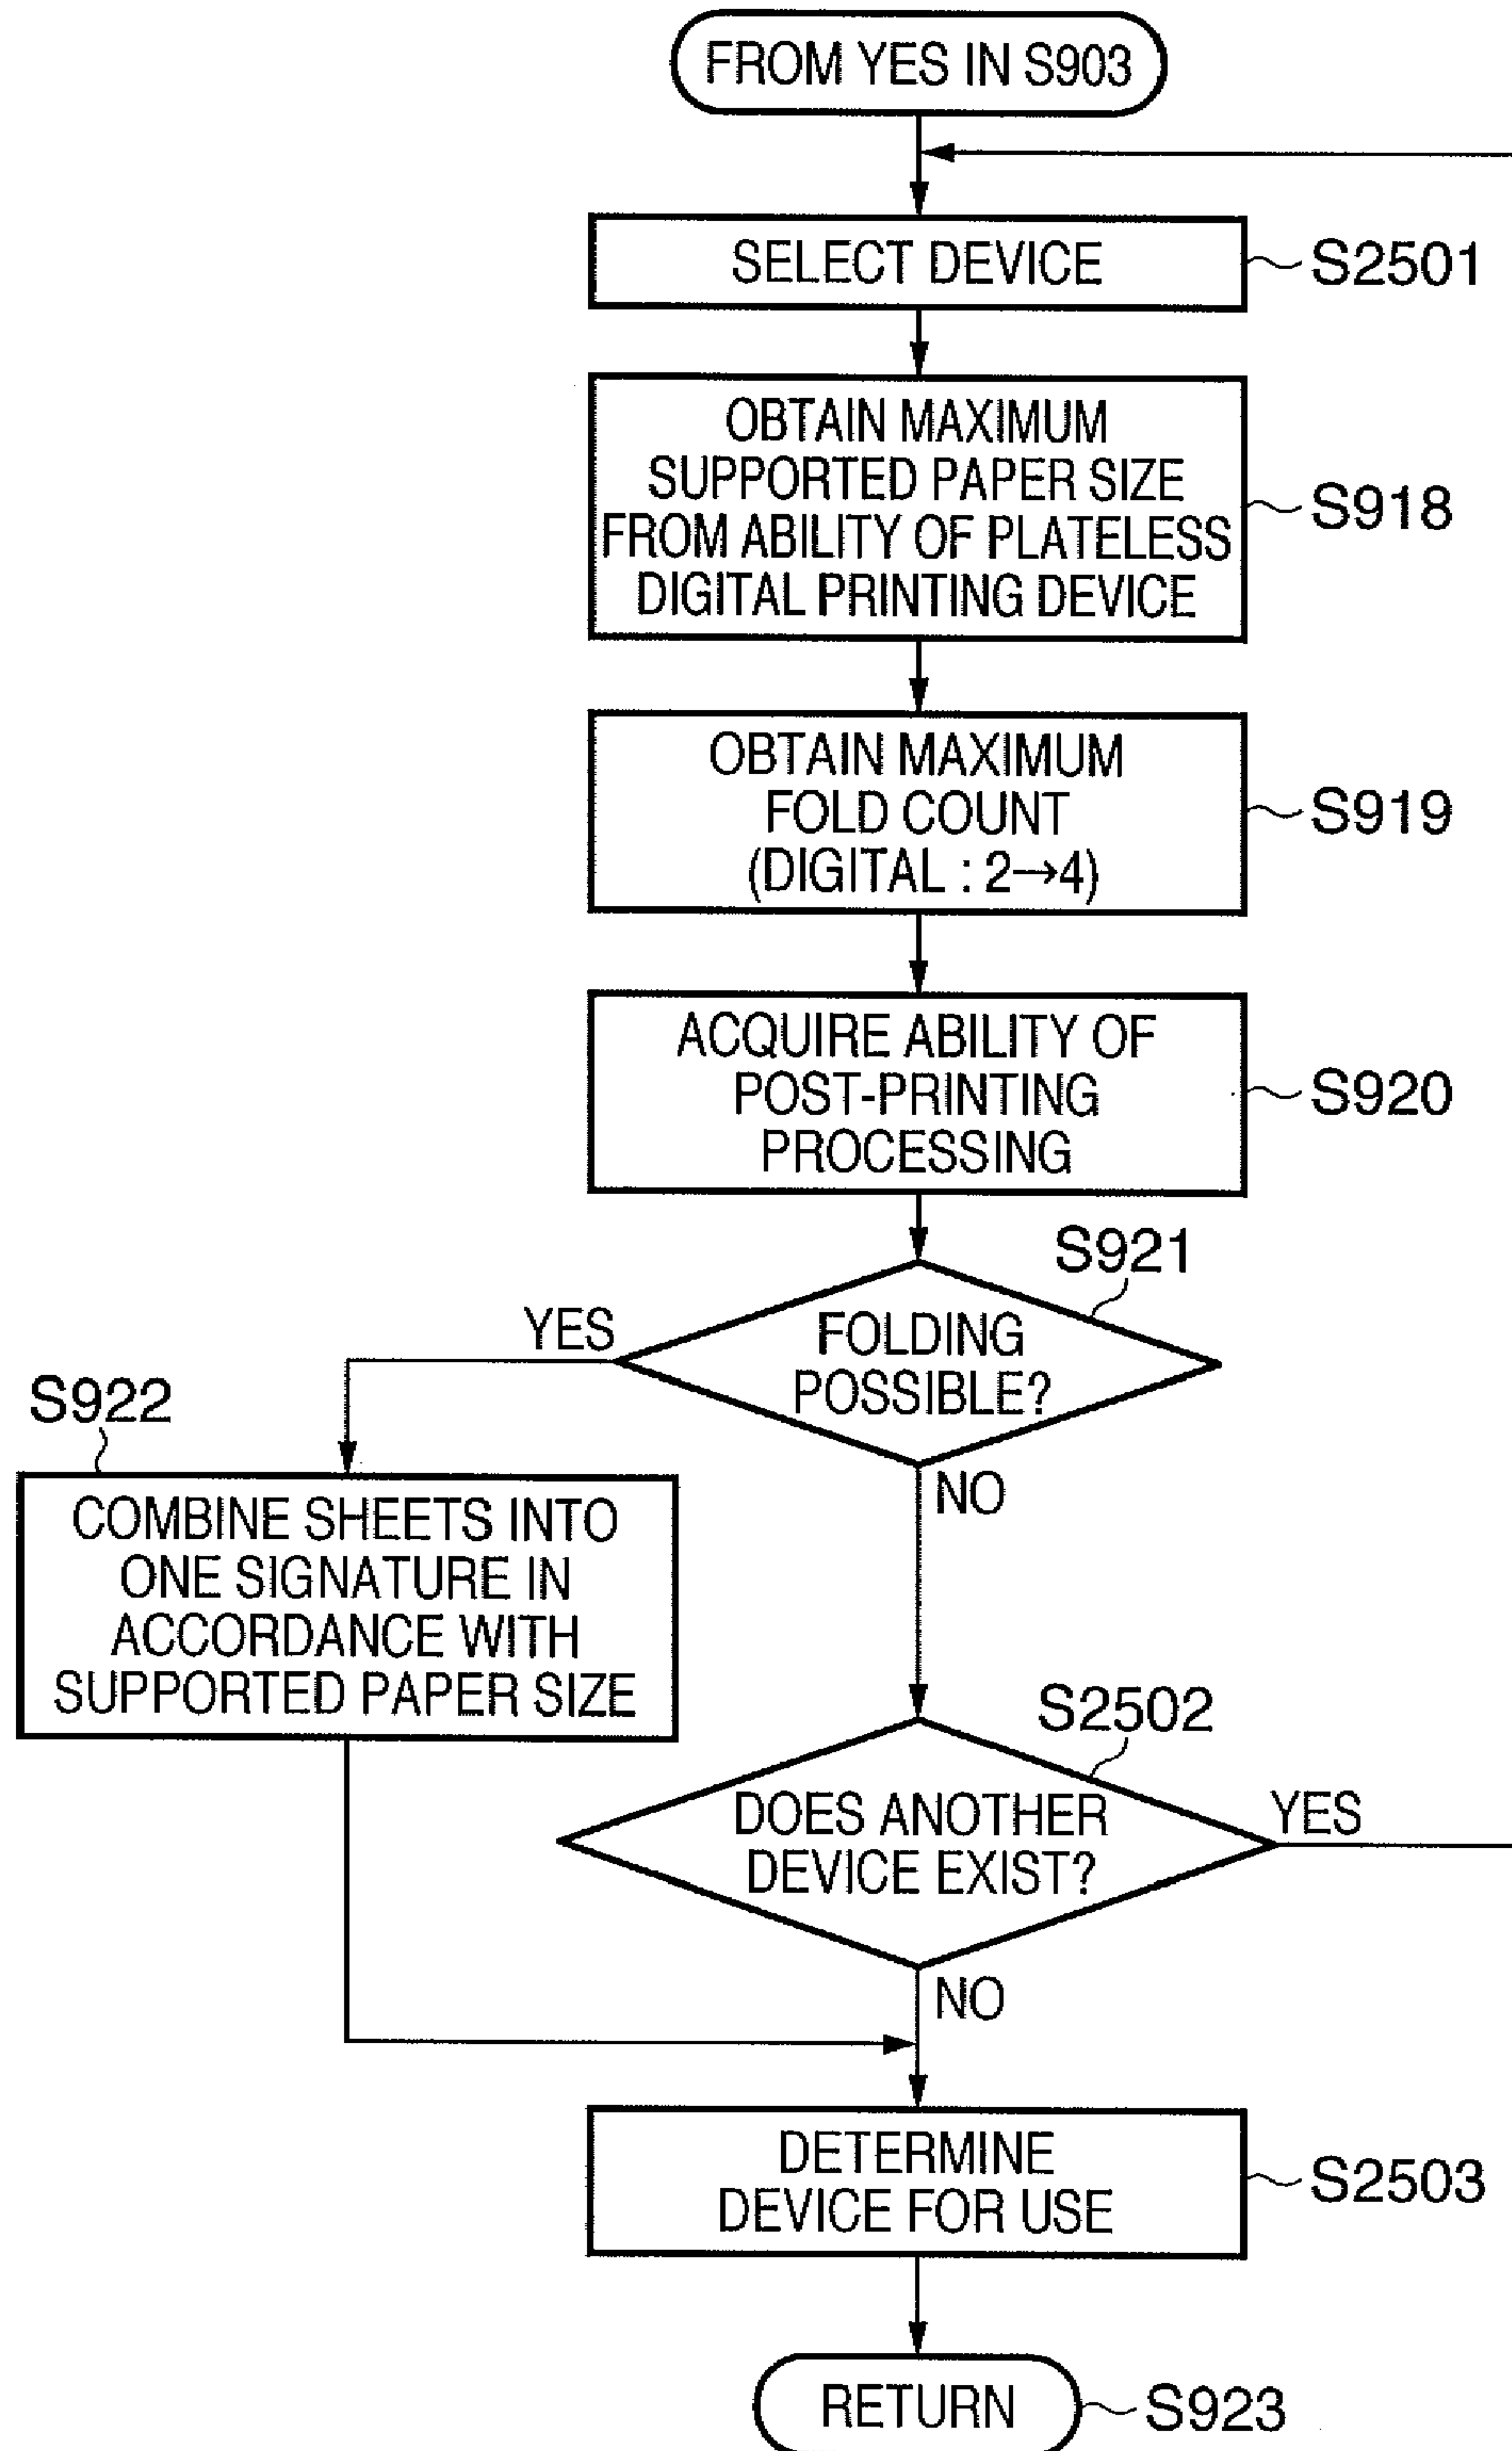 FROM YES IN S903
SELECT DEVICE
S2501
OBTAIN MAXIMUM
SUPPORTED PAPER SIZE
FROM ABILITY OF PLATELESS
DIGITAL PRINTING DEVICE
S918
OBTAIN MAXIMUM
FOLD COUNT
(DIGITAL : 2→4)
S919
ACQUIRE ABILITY OF
POST-PRINTING
PROCESSING
S920
S921
FOLDING
POSSIBLE?
YES
NO
S922
COMBINE SHEETS INTO
ONE SIGNATURE IN
ACCORDANCE WITH
SUPPORTED PAPER SIZE
S2502
DOES ANOTHER
DEVICE EXIST?
YES
NO
DETERMINE
DEVICE FOR USE
S2503
RETURN
S923